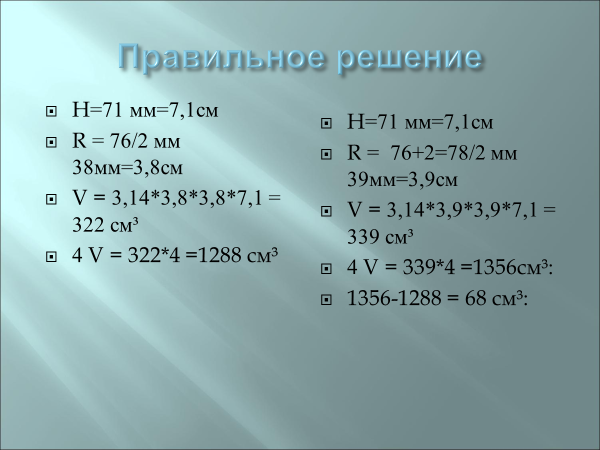 Правильное решение
H=71 мм=7,1см
R = 76/2 мм
38мм=3,8см
V = 3,14*3,8*3,8*7,1 =
322 см³
4 V = 322*4 =1288 см³
H=71 мм=7,1см
R =  76+2=78/2 мм
39мм=3,9см
V = 3,14*3,9*3,9*7,1 =
339 см³
4 V = 339*4 =1356см³:
1356-1288 = 68 см³: